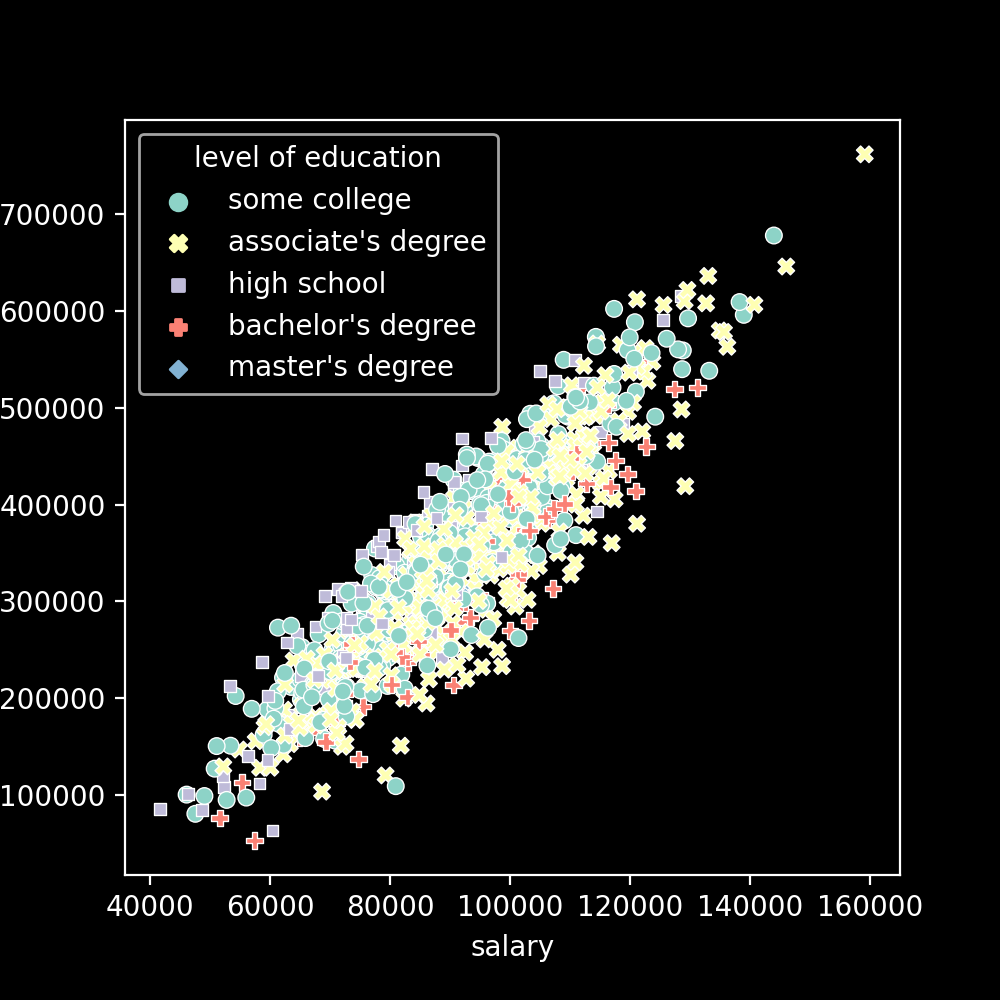 level of education
some college
associate's degree
high school
bachelor's degree
master's degree
700000
600000
500000
400000
300000
200000
100000
40000 60000 80000 100000 120000 140000 160000
salary